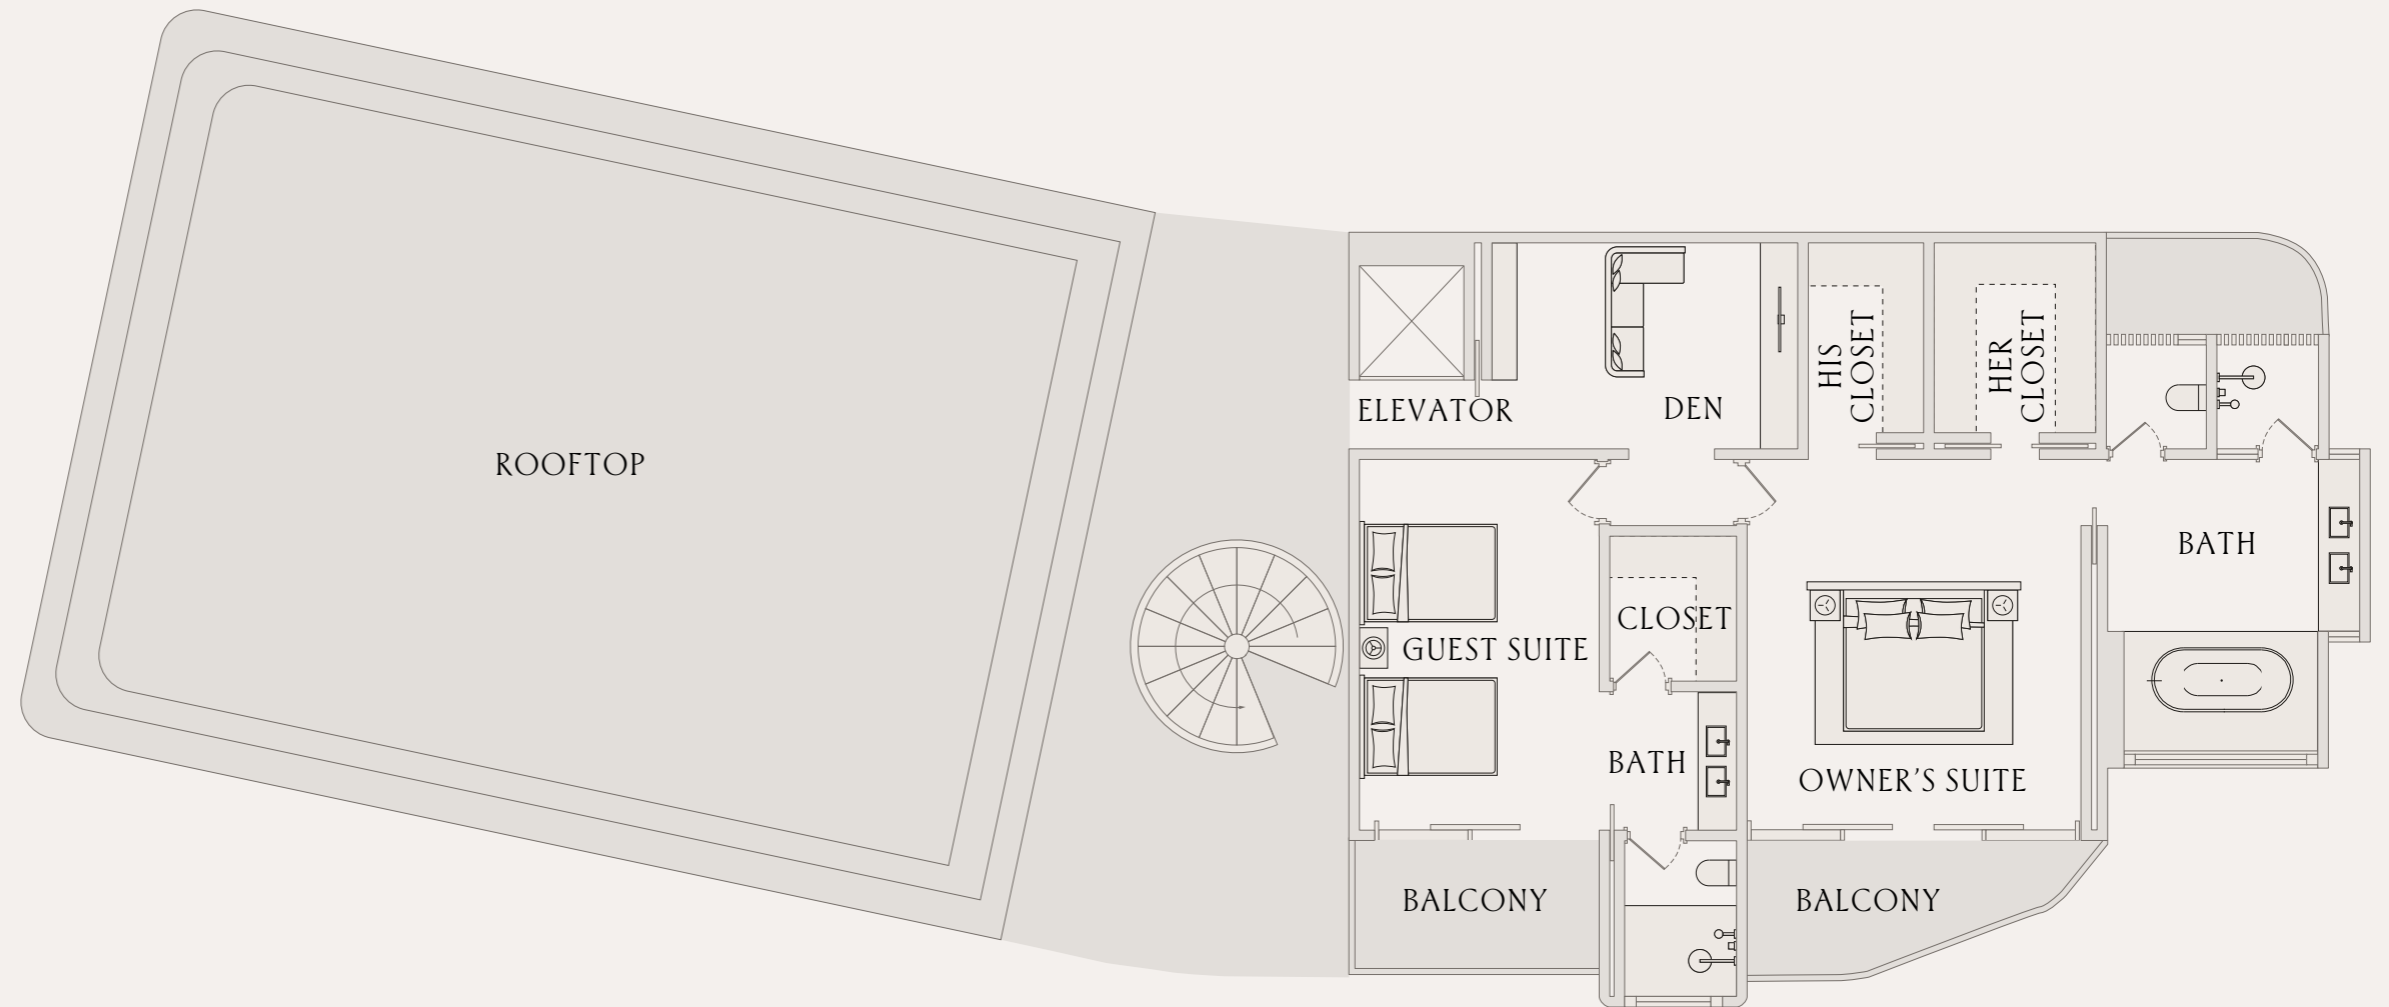 ROOFTOP
ELEVATOR
DEN
HIS
CLOSET
HER
CLOSET
BATH
CLOSET
GUEST SUITE
BATH
OWNER'S SUITE
BALCONY
BALCONY